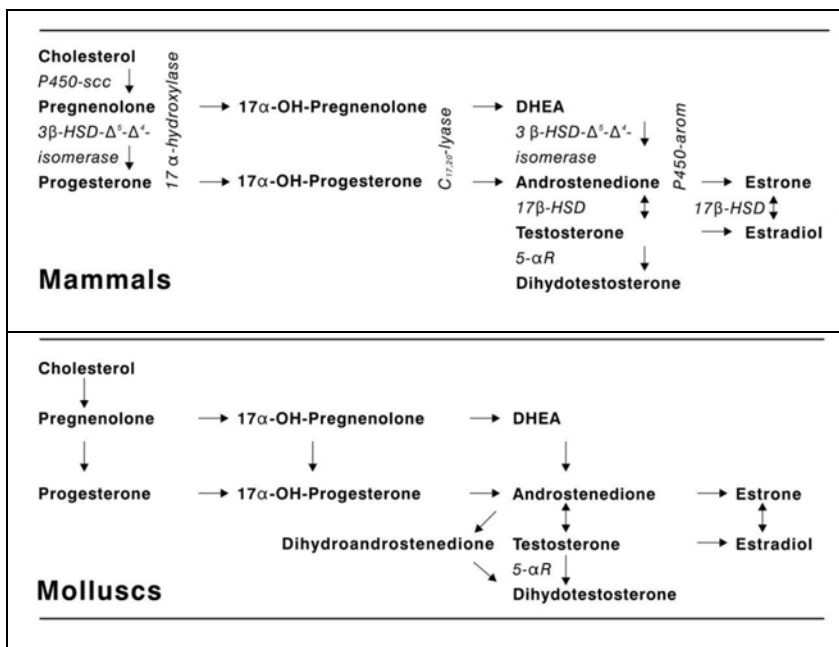 Cholesterol
P450-scc
17 α-hydroxylase
Pregnenolone 17α-OH-Pregnenolone DHEA
3β-HSD-Δ⁵-Δ⁴-
isomerase
C₁₇,₂₀-lyase
3 β-HSD-Δ⁵-Δ⁴-
isomerase
P450-arom
Progesterone 17α-OH-Progesterone Androstenedione Estrone
17β-HSD 17β-HSD
Testosterone Estradiol
5-αR
Mammals
Dihydotestosterone
Cholesterol
Pregnenolone 17α-OH-Pregnenolone DHEA
Progesterone 17α-OH-Progesterone Androstenedione Estrone
Dihydroandrostenedione Testosterone Estradiol
5-αR
Molluscs
Dihydotestosterone